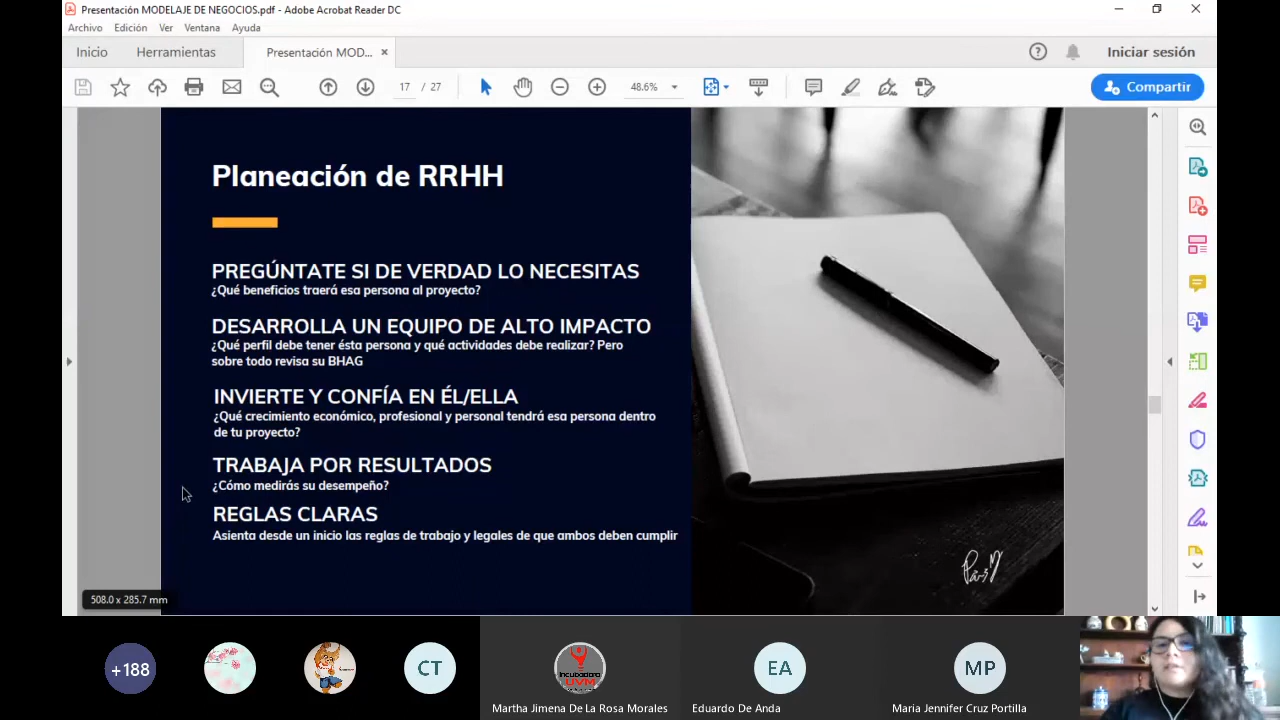 Presentación MODELAJE DE NEGOCIOS.pdf - Adobe Acrobat Reader DC
Archivo Edición Ver Ventana Ayuda
Inicio Herramientas Presentación MOD... × Iniciar sesión
17 / 27 48.6% Compartir
Planeación de RRHH
PREGÚNTATE SI DE VERDAD LO NECESITAS
¿Qué beneficios traerá esa persona al proyecto?
DESARROLLA UN EQUIPO DE ALTO IMPACTO
¿Qué perfil debe tener ésta persona y qué actividades debe realizar? Pero
sobre todo revisa su BHAG
INVIERTE Y CONFÍA EN ÉL/ELLA
¿Qué crecimiento económico, profesional y personal tendrá esa persona dentro
de tu proyecto?
TRABAJA POR RESULTADOS
¿Cómo medirás su desempeño?
REGLAS CLARAS
Asienta desde un inicio las reglas de trabajo y legales de que ambos deben cumplir
508.0 x 285.7 mm
+188 CT Incubadora UVM EA MP
Martha Jimena De La Rosa Morales Eduardo De Anda Maria Jennifer Cruz Portilla